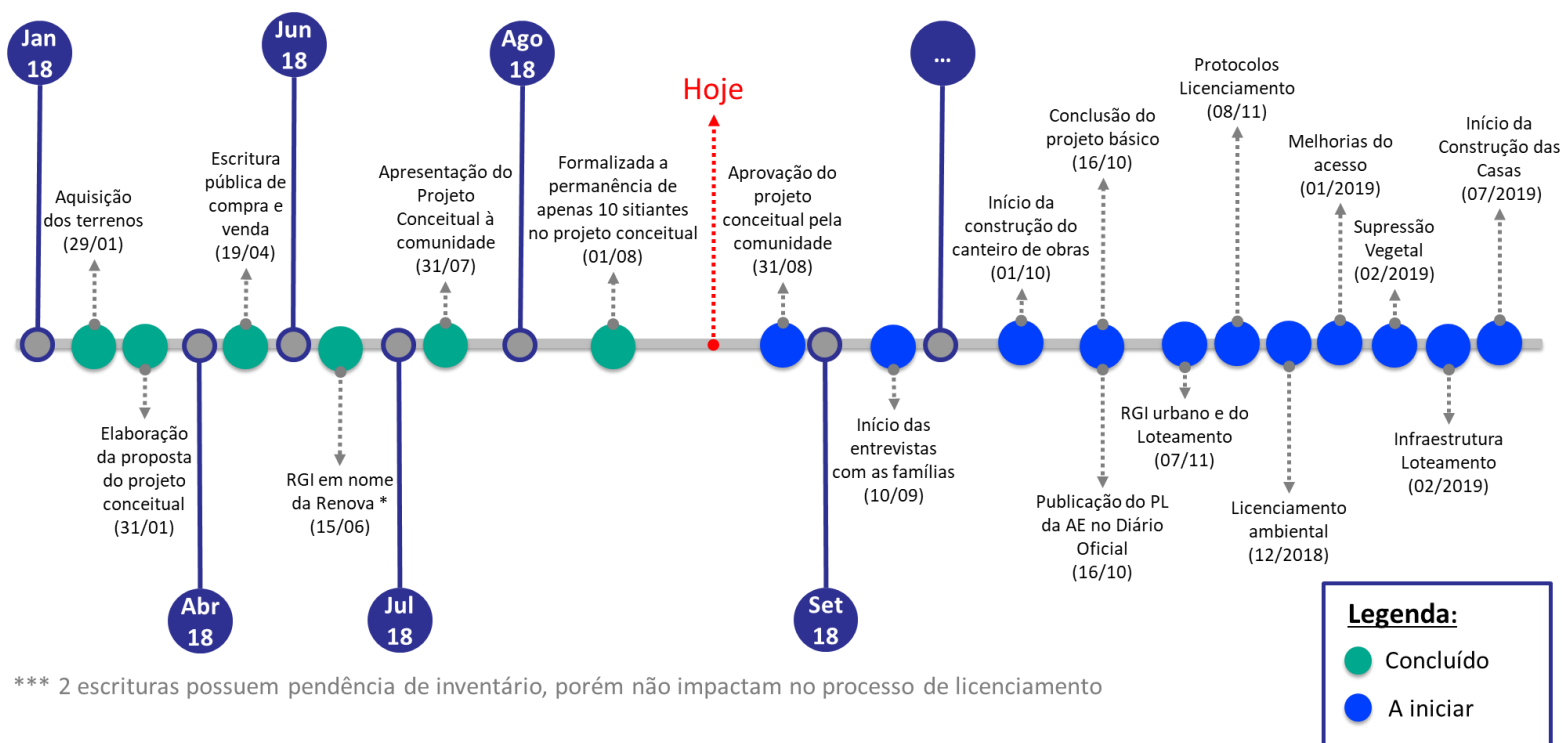 Jan
18
Jun
18
Ago
18
...
Hoje
Aquisição
dos terrenos
(29/01)
Elaboração
da proposta
do projeto
conceitual
(31/01)
Abr
18
Escritura
pública de
compra e
venda
(19/04)
RGI em nome
da Renova *
(15/06)
Jul
18
Apresentação do
Projeto
Conceitual à
comunidade
(31/07)
Formalizada a
permanência de
apenas 10 sitiantes
no projeto conceitual
(01/08)
Aprovação do
projeto
conceitual pela
comunidade
(31/08)
Set
18
Início das
entrevistas
com as famílias
(10/09)
Início da
construção do
canteiro de obras
(01/10)
Conclusão do
projeto básico
(16/10)
Publicação do PL
da AE no Diário
Oficial
(16/10)
RGI urbano e do
Loteamento
(07/11)
Protocolos
Licenciamento
(08/11)
Licenciamento
ambiental
(12/2018)
Melhorias do
acesso
(01/2019)
Supressão
Vegetal
(02/2019)
Infraestrutura
Loteamento
(02/2019)
Início da
Construção das
Casas
(07/2019)
*** 2 escrituras possuem pendência de inventário, porém não impactam no processo de licenciamento
Legenda:
Concluído
A iniciar